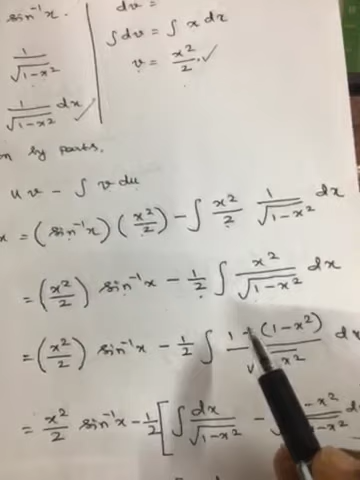 sin⁻¹x.
1/√(1-x²)
1/√(1-x²) dx ✓
dv =
∫dv = ∫ x dx
v = x²/2 . ✓
by parts,
uv - ∫ v du
x = (sin⁻¹x) (x²/2) - ∫ x²/2 1/√(1-x²) dx
= (x²/2) sin⁻¹x - 1/2 ∫ x²/√(1-x²) dx
= (x²/2) sin⁻¹x - 1/2 ∫ (1-x²) x² dx
= x²/2 sin⁻¹x - 1/2 [∫ dx/√(1-x²) -